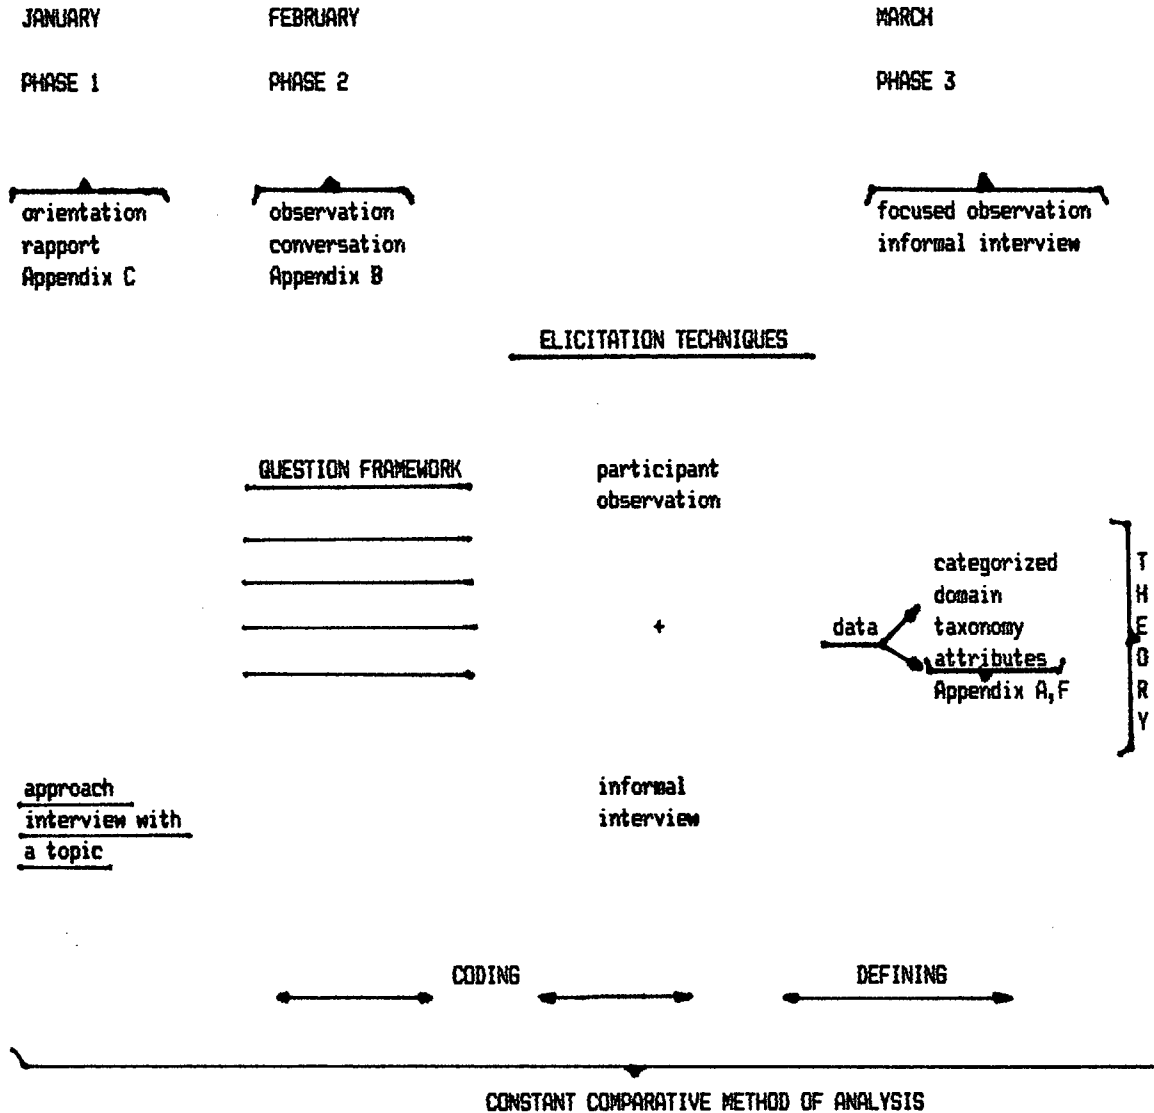 JANUARY FEBRUARY MARCH
PHASE 1 PHASE 2 PHASE 3
orientation observation focused observation
rapport conversation informal interview
Appendix C Appendix B
ELICITATION TECHNIQUES
QUESTION FRAMEWORK participant
observation
categorized
domain
+ data taxonomy
attributes
Appendix A,F
THEORY
approach informal
interview with interview
a topic
CODING DEFINING
CONSTANT COMPARATIVE METHOD OF ANALYSIS